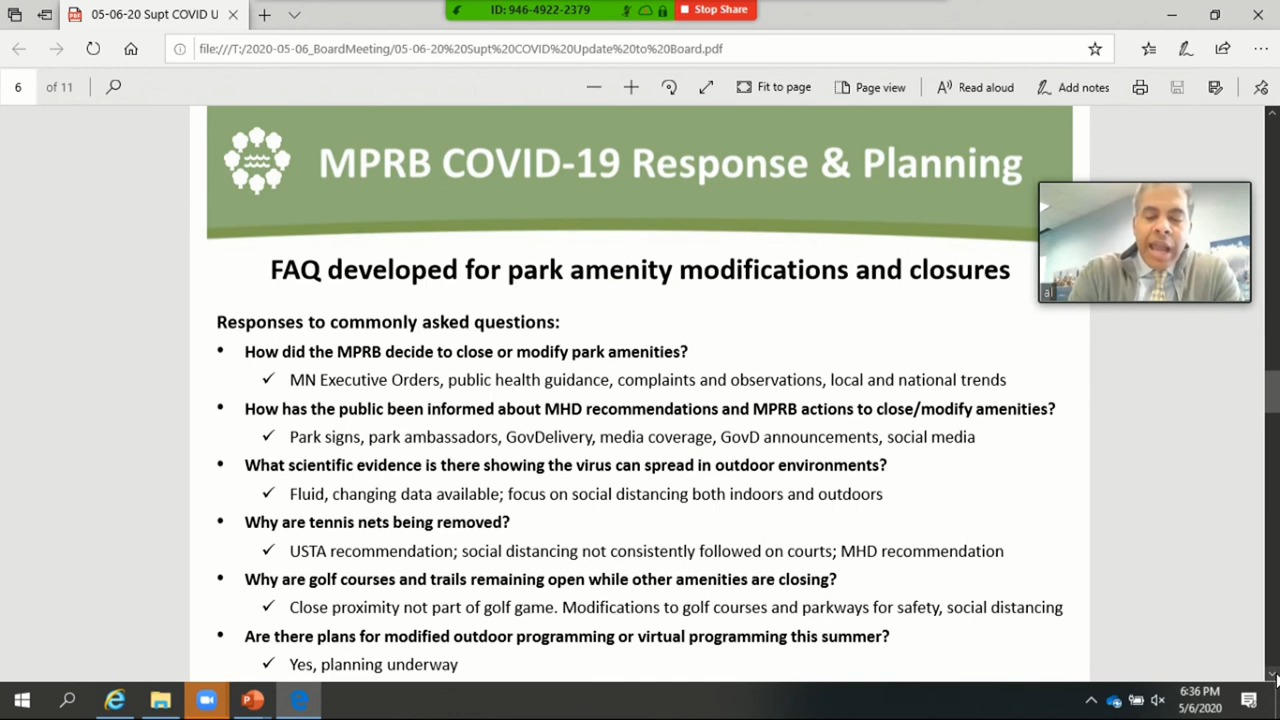 05-06-20 Supt COVID U
ID: 946-4922-2379
Stop Share
file:///T:/2020-05-06_BoardMeeting/05-06-20%20Supt%20COVID%20Update%20to%20Board.pdf
6 of 11
Fit to page
Page view
Read aloud
Add notes
MPRB COVID-19 Response & Planning
al
FAQ developed for park amenity modifications and closures
Responses to commonly asked questions:
• How did the MPRB decide to close or modify park amenities?
✓ MN Executive Orders, public health guidance, complaints and observations, local and national trends
• How has the public been informed about MHD recommendations and MPRB actions to close/modify amenities?
✓ Park signs, park ambassadors, GovDelivery, media coverage, GovD announcements, social media
• What scientific evidence is there showing the virus can spread in outdoor environments?
✓ Fluid, changing data available; focus on social distancing both indoors and outdoors
• Why are tennis nets being removed?
✓ USTA recommendation; social distancing not consistently followed on courts; MHD recommendation
• Why are golf courses and trails remaining open while other amenities are closing?
✓ Close proximity not part of golf game. Modifications to golf courses and parkways for safety, social distancing
• Are there plans for modified outdoor programming or virtual programming this summer?
✓ Yes, planning underway
6:36 PM
5/6/2020